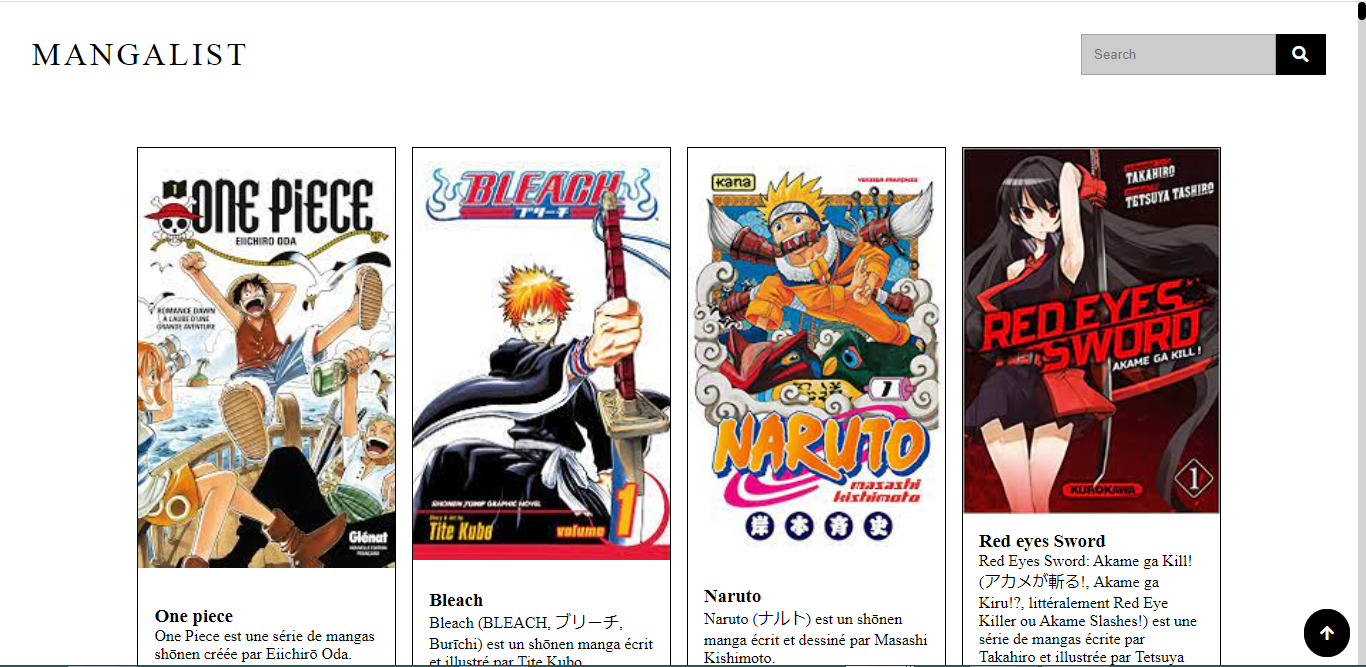 MANGALIST
Search
ONE PIECE
EIICHIRO ODA
ROMANCE DAWN
À L'AUBE D'UNE
GRANDE AVENTURE
Glénat
One piece
One Piece est une série de mangas
shōnen créée par Eiichirō Oda.
BLEACH
ブリーチ
SHONEN JUMP GRAPHIC NOVEL
Story & Art by
Tite Kubo
volume 1
Bleach
Bleach (BLEACH, ブリーチ,
Burīchi) est un shōnen manga écrit
et illustré par Tite Kubo
kana
VERSION FRANÇAISE
1
NARUTO
masashi
kishimoto
岸本斉史
Naruto
Naruto (ナルト) est un shōnen
manga écrit et dessiné par Masashi
Kishimoto.
TAKAHIRO
TETSUYA TASHIRO
RED EYES
SWORD
AKAME GA KILL !
KUROKAWA
1
Red eyes Sword
Red Eyes Sword: Akame ga Kill!
(アカメが斬る!, Akame ga
Kiru!?, littéralement Red Eye
Killer ou Akame Slashes!) est une
série de mangas écrite par
Takahiro et illustrée par Tetsuya